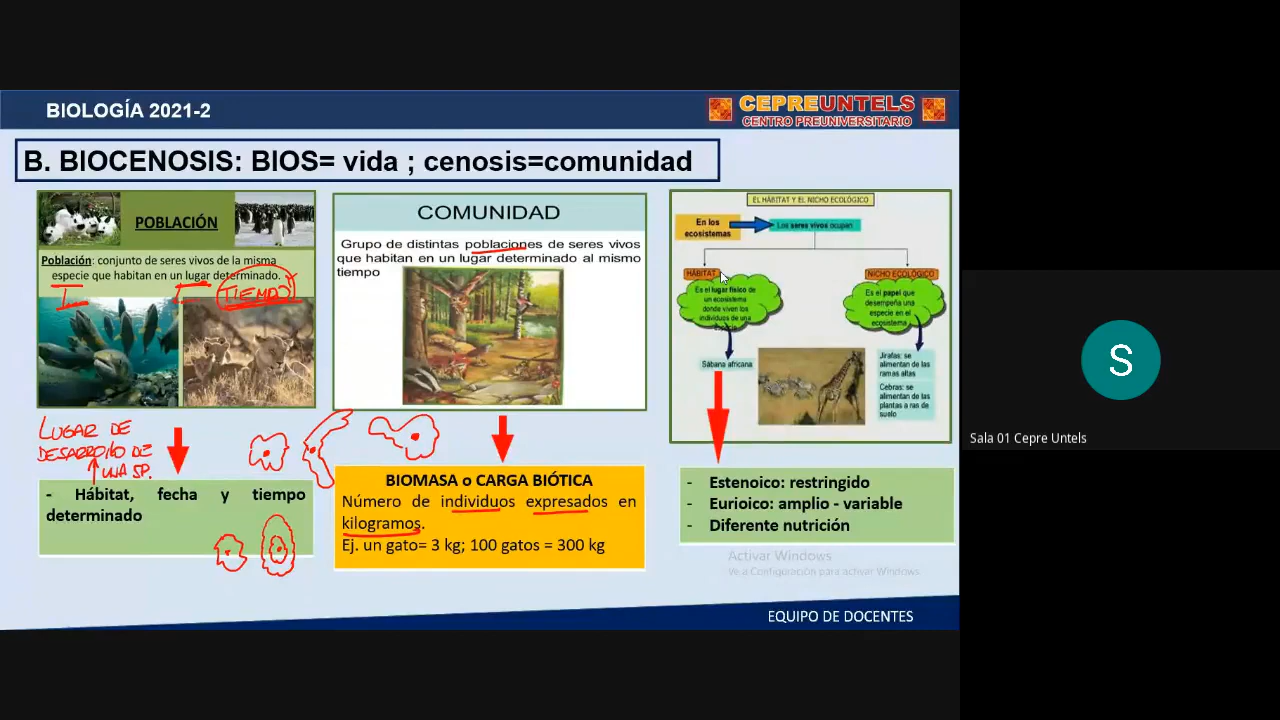 BIOLOGÍA 2021-2
CEPREUNTELS
CENTRO PREUNIVERSITARIO
B. BIOCENOSIS: BIOS= vida ; cenosis=comunidad
POBLACIÓN
Población: conjunto de seres vivos de la misma
especie que habitan en un lugar determinado.
TIEMPO
LUGAR DE
DESARROLLO DE
UNA SP.
- Hábitat, fecha y tiempo
determinado
COMUNIDAD
Grupo de distintas poblaciones de seres vivos
que habitan en un lugar determinado al mismo
tiempo
BIOMASA o CARGA BIÓTICA
Número de individuos expresados en
kilogramos.
Ej. un gato= 3 kg; 100 gatos = 300 kg
EL HÁBITAT Y EL NICHO ECOLÓGICO
En los
ecosistemas
Los seres vivos ocupan
HÁBITAT
Es el lugar físico de
un ecosistema
donde viven los
individuos de una
especie
Sábana africana
NICHO ECOLÓGICO
Es el papel que
desempeña una
especie en el
ecosistema
Jirafas: se
alimentan de las
ramas altas
Cebras: se
alimentan de las
plantas a ras de
suelo
- Estenoico: restringido
- Eurioico: amplio - variable
- Diferente nutrición
Activar Windows
Ve a Configuración para activar Windows.
EQUIPO DE DOCENTES
S
Sala 01 Cepre Untels